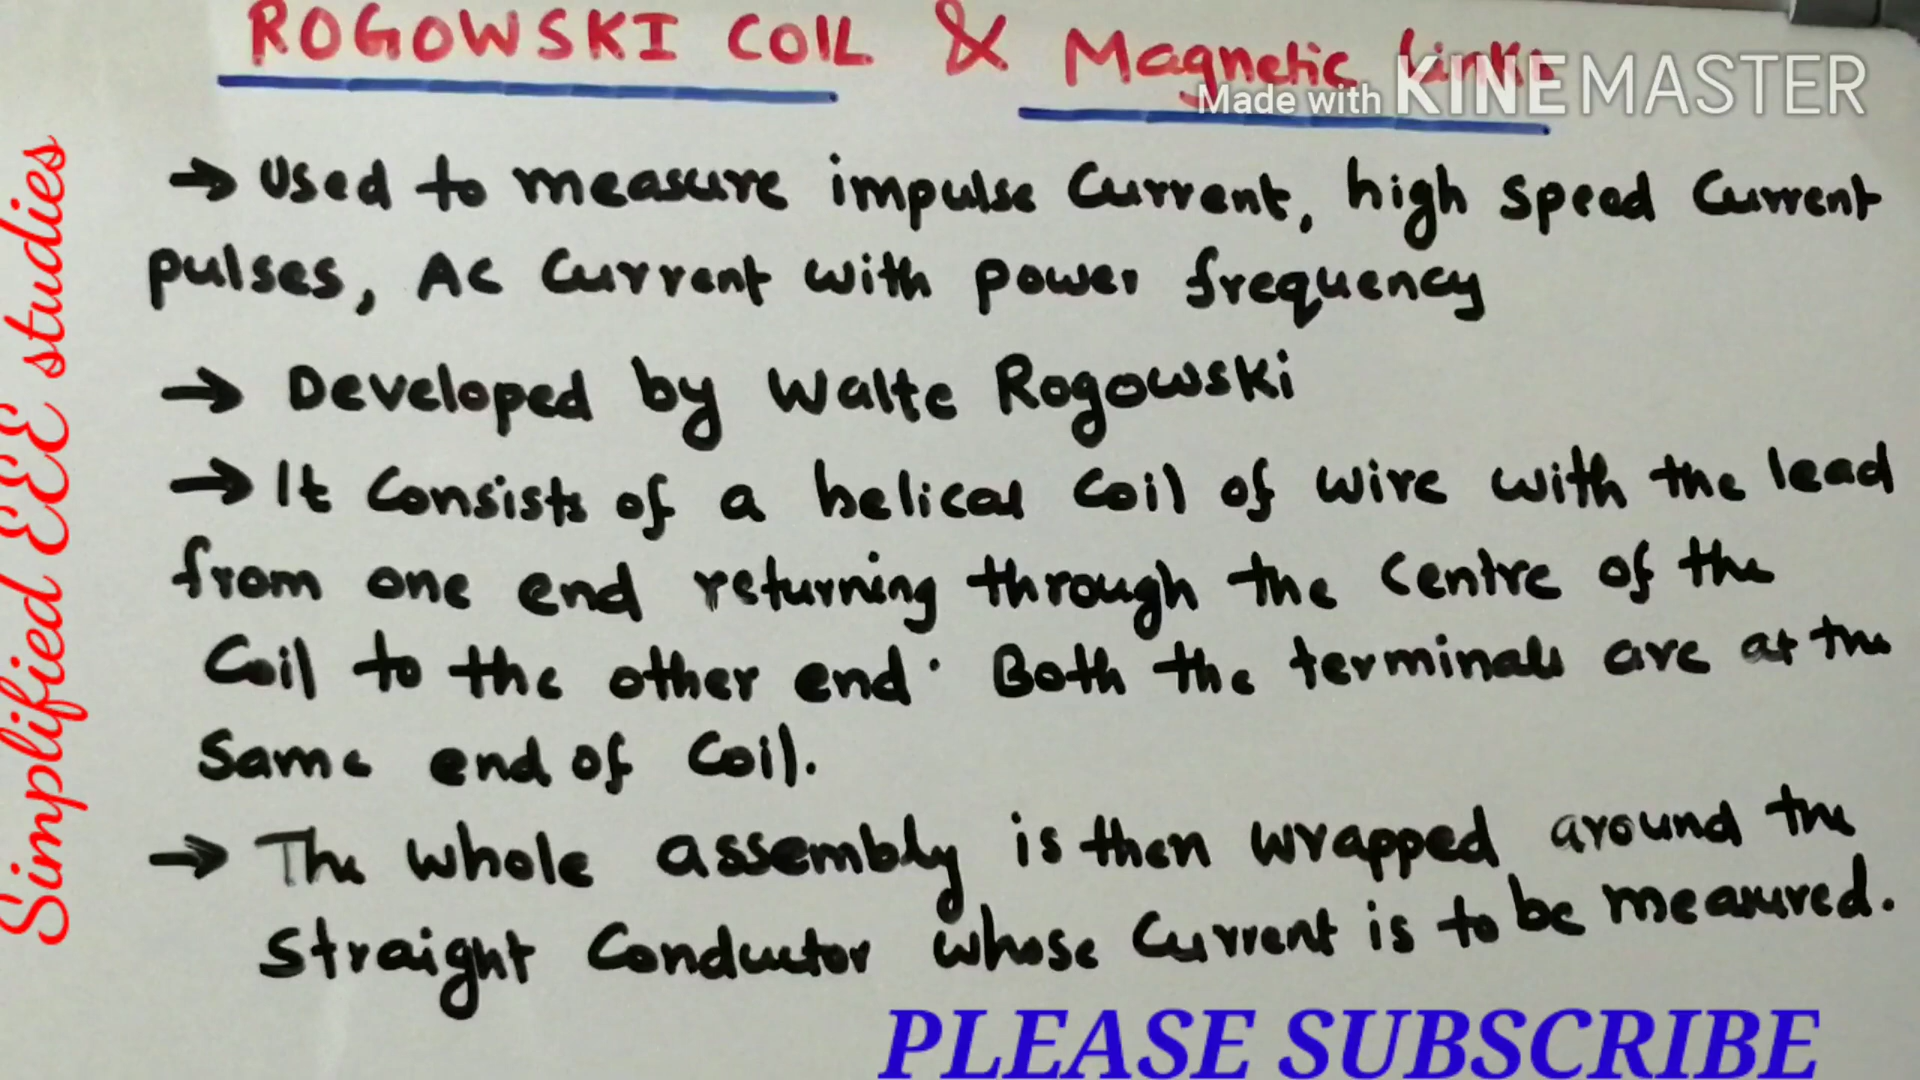 ROGOWSKI COIL & Magnetic Links
Made with KINEMASTER
Simplified EEE studies
→ Used to measure impulse Current, high speed Current
pulses, AC Current with power frequency
→ Developed by Walte Rogowski
→ It Consists of a helical Coil of wire with the lead
from one end returning through the Centre of the
Coil to the other end. Both the terminals are at the
Same end of Coil.
→ The whole assembly is then wrapped around the
Straight Conductor whose Current is to be measured.
PLEASE SUBSCRIBE